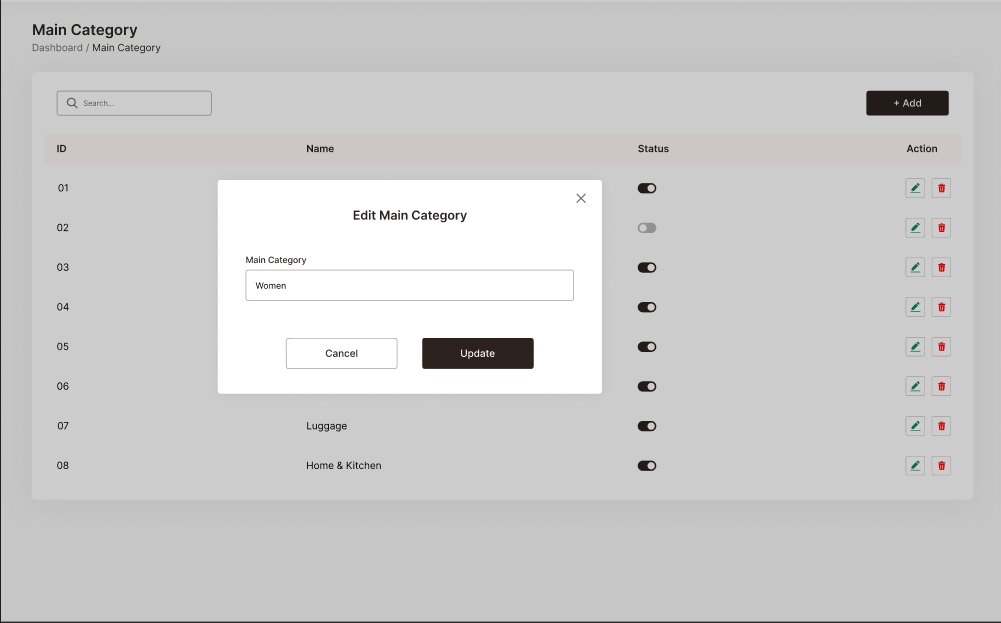 Main Category
Dashboard / Main Category
Search...
+ Add
ID Name Status Action
01
02
03
04
05
06
07 Luggage
08 Home & Kitchen
Edit Main Category
Main Category
Women
Cancel Update